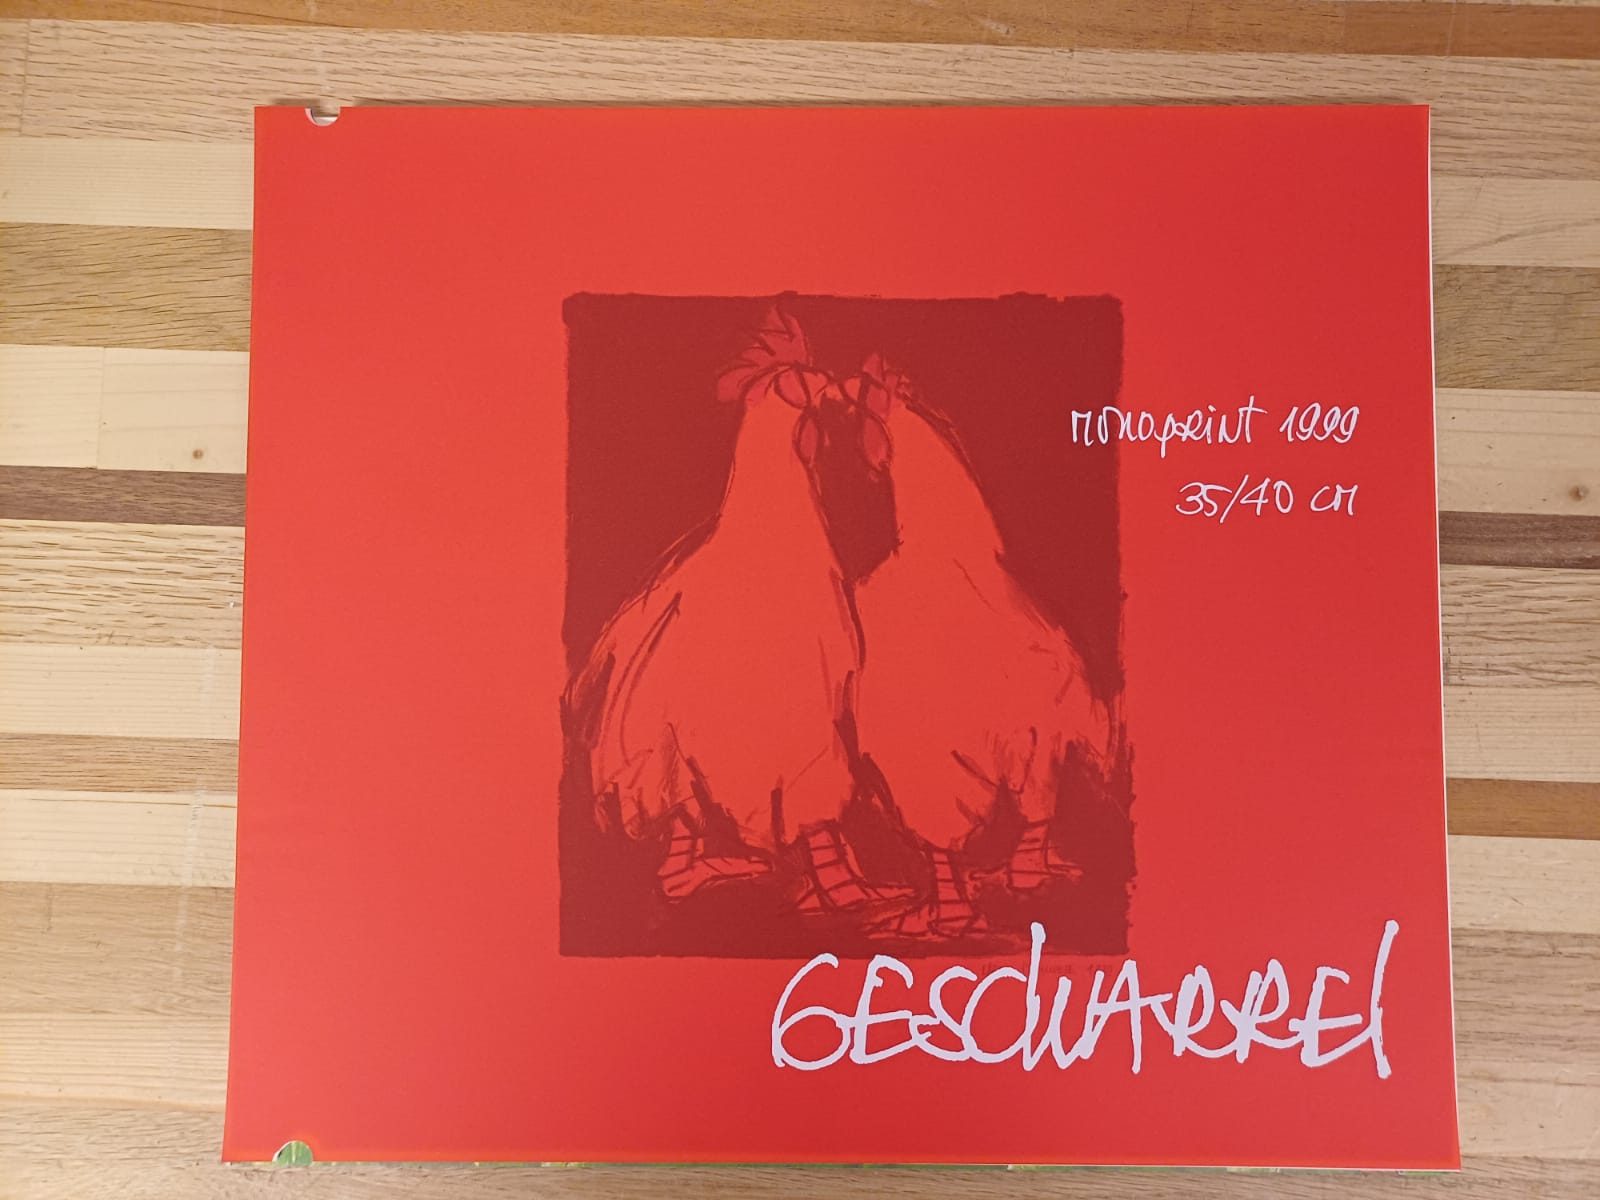 monoprint 1999
35/40 cm
GESCHARREl